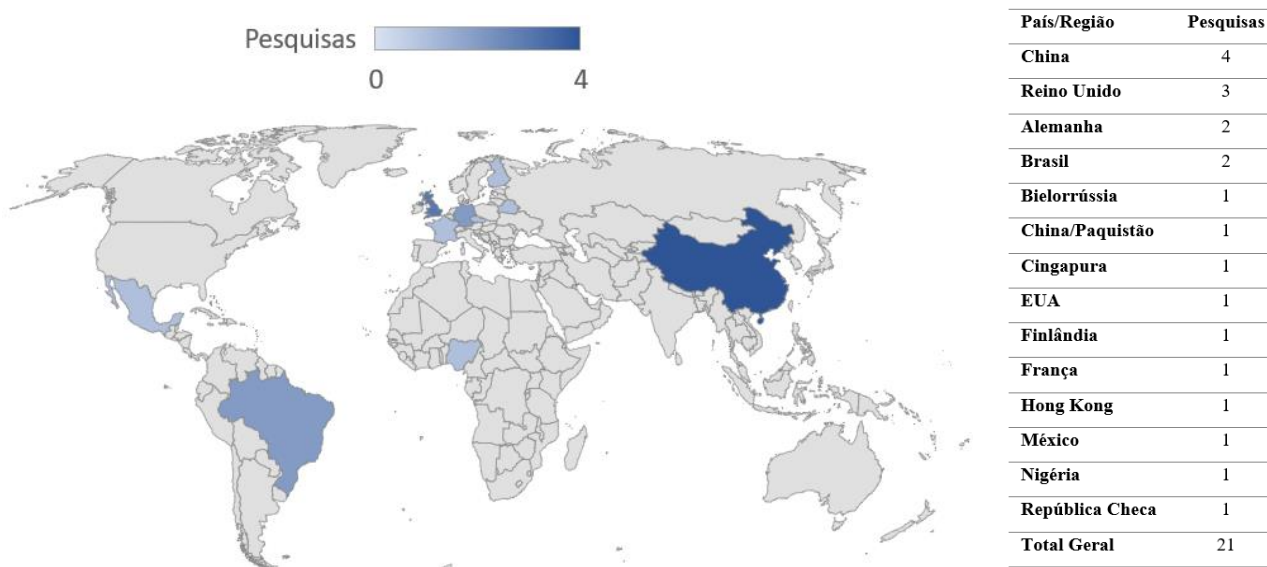 Pesquisas
0 4
País/Região Pesquisas
China 4
Reino Unido 3
Alemanha 2
Brasil 2
Bielorrússia 1
China/Paquistão 1
Cingapura 1
EUA 1
Finlândia 1
França 1
Hong Kong 1
México 1
Nigéria 1
República Checa 1
Total Geral 21